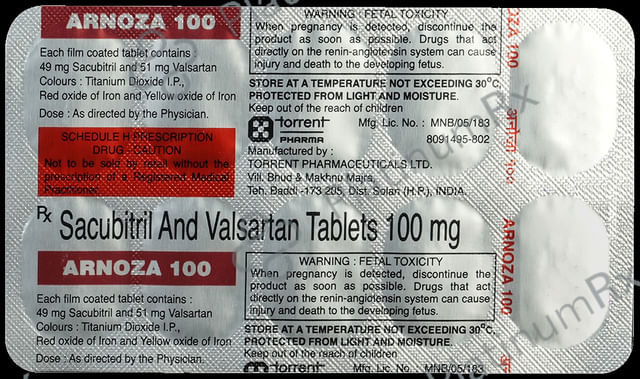 ARNOZA 100
Each film coated tablet contains :
49 mg Sacubitril and 51 mg Valsartan
Colours : Titanium Dioxide I.P.,
Red oxide of Iron and Yellow oxide of Iron
Dose : As directed by the Physician.
SCHEDULE H PRESCRIPTION
DRUG - CAUTION
Not to be sold by retail without the
prescription of a Registered Medical
Practitioner
WARNING : FETAL TOXICITY
When pregnancy is detected, discontinue the
product as soon as possible. Drugs that act
directly on the renin-angiotensin system can cause
injury and death to the developing fetus.
STORE AT A TEMPERATURE NOT EXCEEDING 30°C,
PROTECTED FROM LIGHT AND MOISTURE.
Keep out of the reach of children
torrent
PHARMA
Mfg. Lic. No. : MNB/05/183
8091495-802
Manufactured by :
TORRENT PHARMACEUTICALS LTD.
Vill. Bhud & Makhnu Majra,
Teh. Baddi -173 205, Dist. Solan (H.P.), INDIA.
Rx Sacubitril And Valsartan Tablets 100 mg
ARNOZA 100
Each film coated tablet contains :
49 mg Sacubitril and 51 mg Valsartan
Colours : Titanium Dioxide I.P.,
Red oxide of Iron and Yellow oxide of Iron
Dose : As directed by the Physician.
WARNING : FETAL TOXICITY
When pregnancy is detected, discontinue the
product as soon as possible. Drugs that act
directly on the renin-angiotensin system can cause
injury and death to the developing fetus.
STORE AT A TEMPERATURE NOT EXCEEDING 30°C,
PROTECTED FROM LIGHT AND MOISTURE.
Keep out of the reach of children
torrent
Mfg. Lic. No. : MNB/05/183
NOZA 100
ARNOZA 100
PlatinumRx